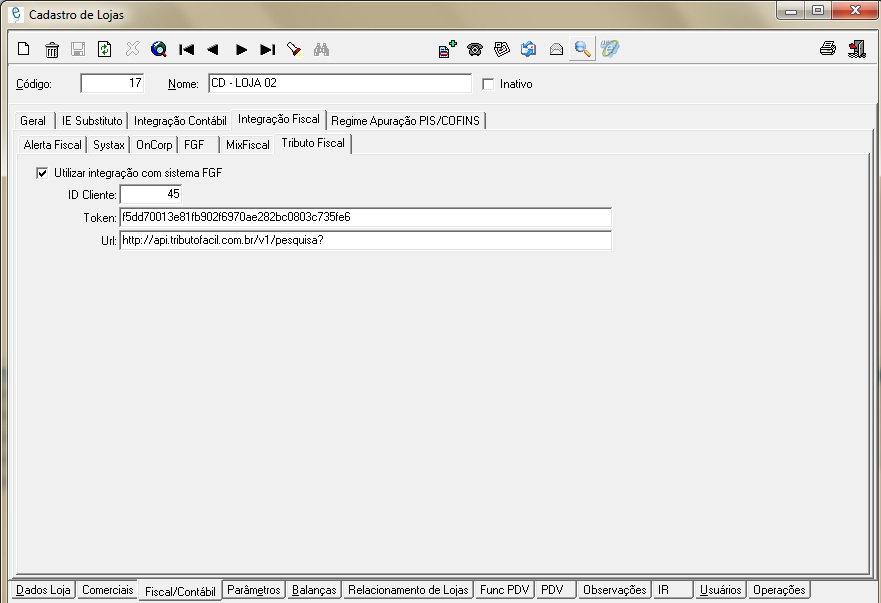 Cadastro de Lojas
Código: 17 Nome: CD - LOJA 02 Inativo
Geral IE Substituto Integração Contábil Integração Fiscal Regime Apuração PIS/COFINS
Alerta Fiscal Systax OnCorp FGF MixFiscal Tributo Fiscal
Utilizar integração com sistema FGF
ID Cliente: 45
Token: f5dd70013e81fb902f6970ae282bc0803c735fe6
Url: http://api.tributofacil.com.br/v1/pesquisa?
Dados Loja Comerciais Fiscal/Contábil Parâmetros Balanças Relacionamento de Lojas Func PDV PDV Observações IR Usuários Operações